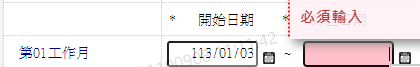 * 開始日期 * 必須輸入
第01工作月 113/01/03 ~